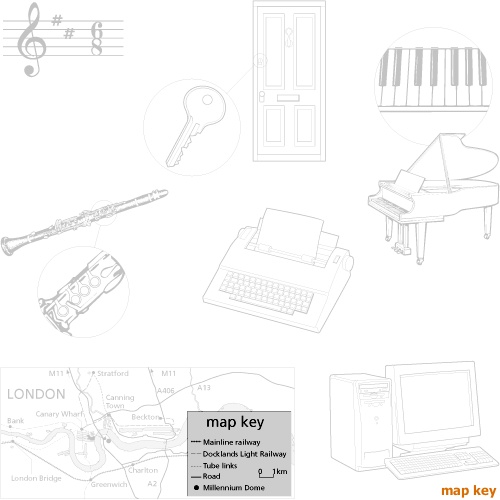 6
8
M11
Stratford
M11
A406
A13
LONDON
Canning
Town
Canary Wharf
Beckton
Bank
London Bridge
Charlton
Greenwich
A2
map key
Mainline railway
Docklands Light Railway
Tube links
Road
0 1km
Millennium Dome
map key